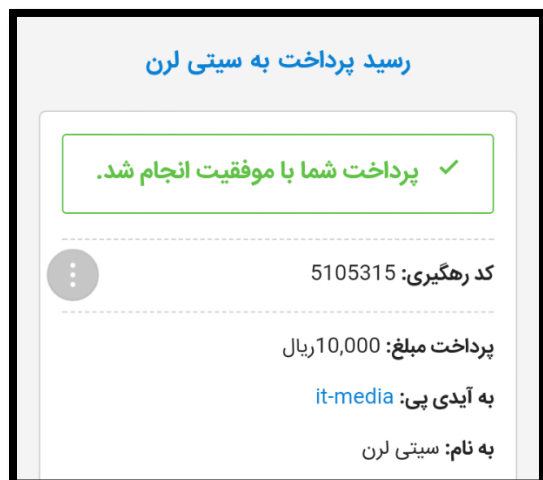 رسید پرداخت به سیتی لرن
پرداخت شما با موفقیت انجام شد.
کد رهگیری: 5105315
پرداخت مبلغ: 10,000ریال
به آیدی پی: it-media
به نام: سیتی لرن